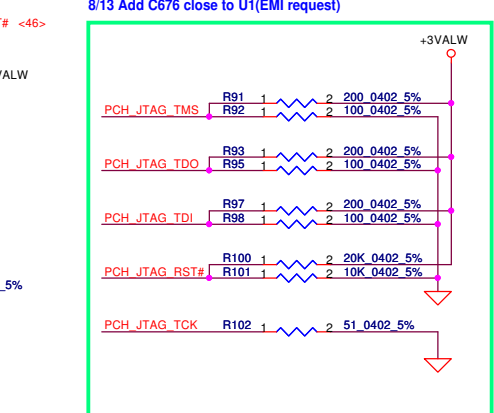 8/13 Add C676 close to U1(EMI request)
# <46>
+3VALW
VALW
R91 1 2 200_0402_5%
PCH_JTAG_TMS R92 1 2 100_0402_5%
R93 1 2 200_0402_5%
PCH_JTAG_TDO R95 1 2 100_0402_5%
R97 1 2 200_0402_5%
PCH_JTAG_TDI R98 1 2 100_0402_5%
R100 1 2 20K_0402_5%
PCH_JTAG_RST# R101 1 2 10K_0402_5%
_5%
PCH_JTAG_TCK R102 1 2 51_0402_5%